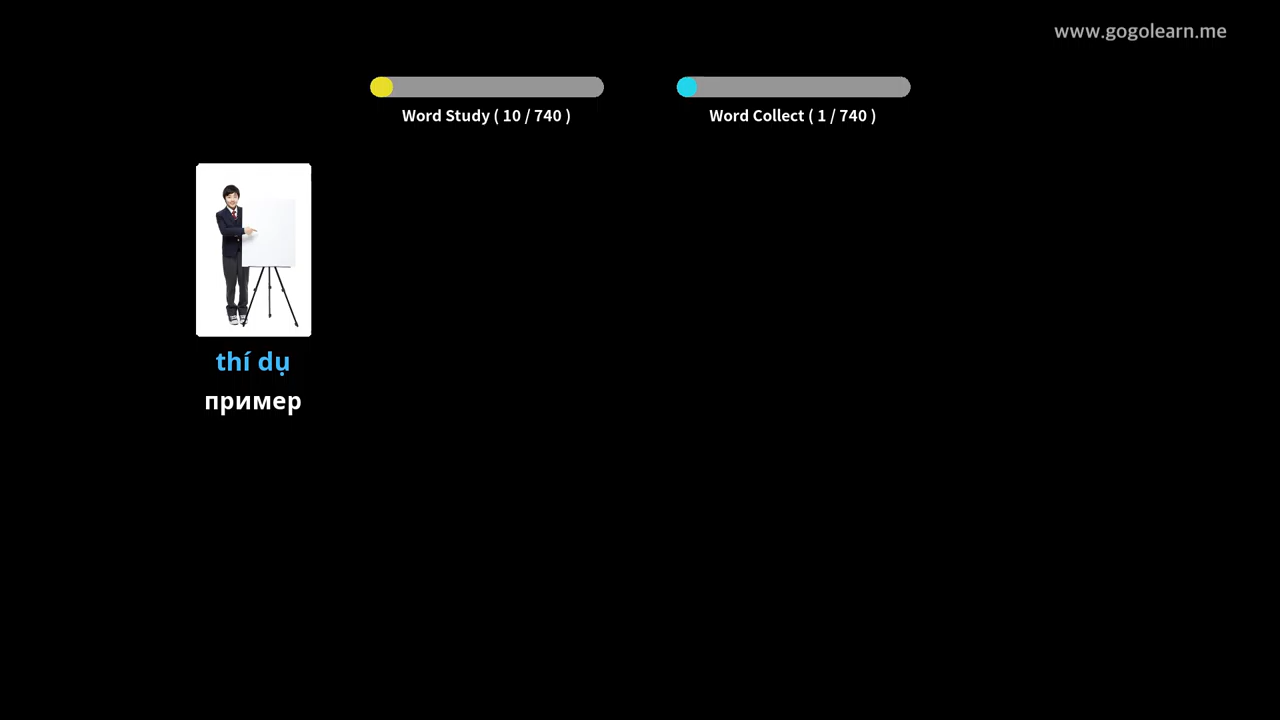 www.gogolearn.me
Word Study ( 10 / 740 )
Word Collect ( 1 / 740 )
thí dụ
пример